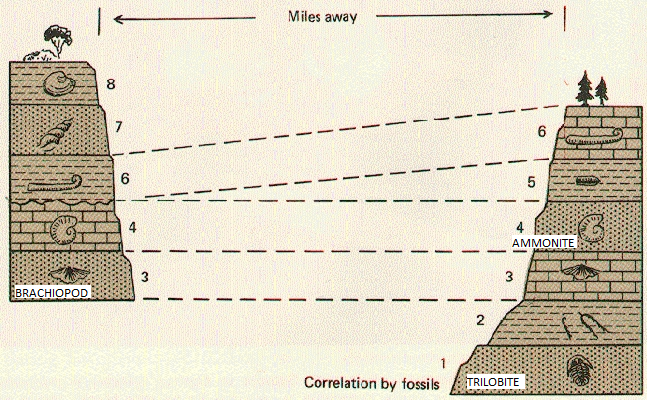 Miles away
8
7
6
4
3
BRACHIOPOD
6
5
4
AMMONITE
3
2
1
TRILOBITE
Correlation by fossils